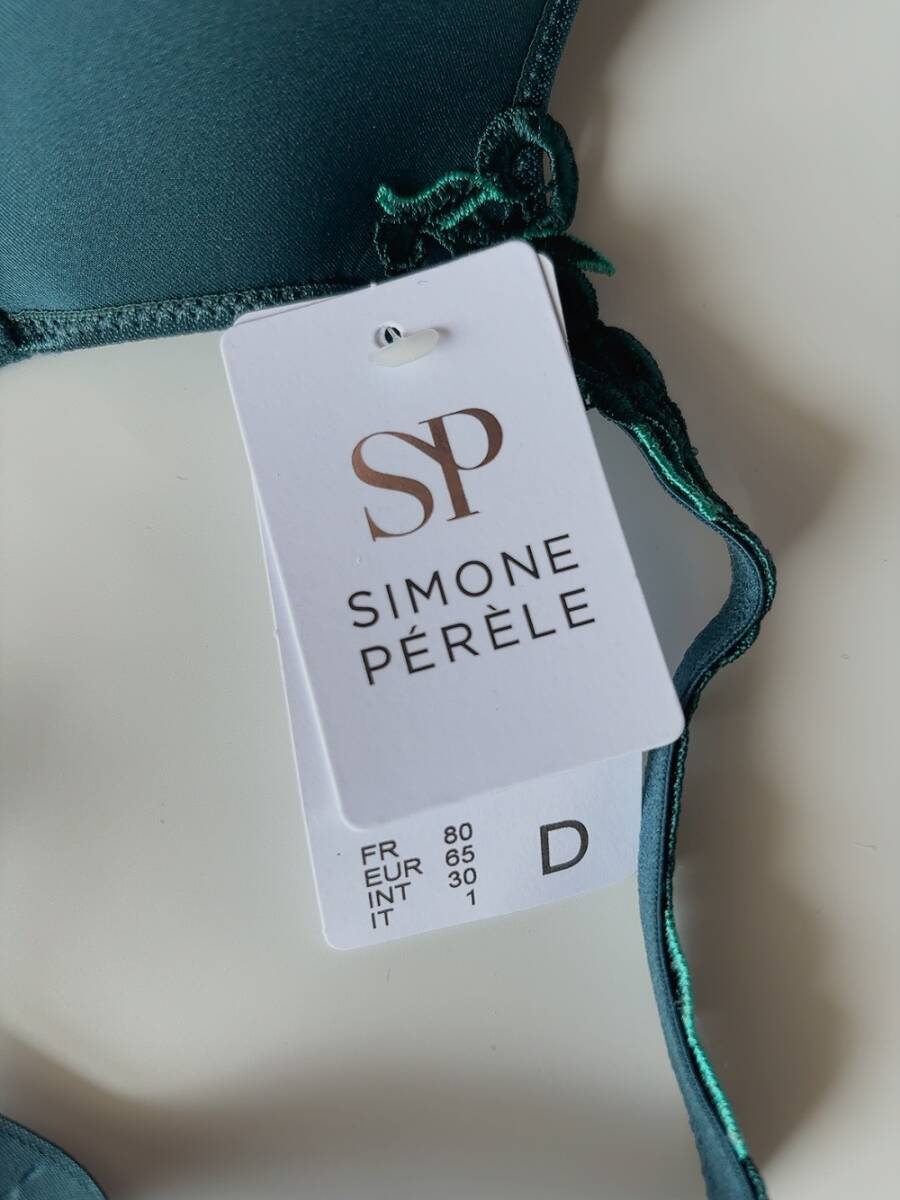 SP
SIMONE
PÉRÈLE
FR 80
EUR 65
INT 30
IT 1
D